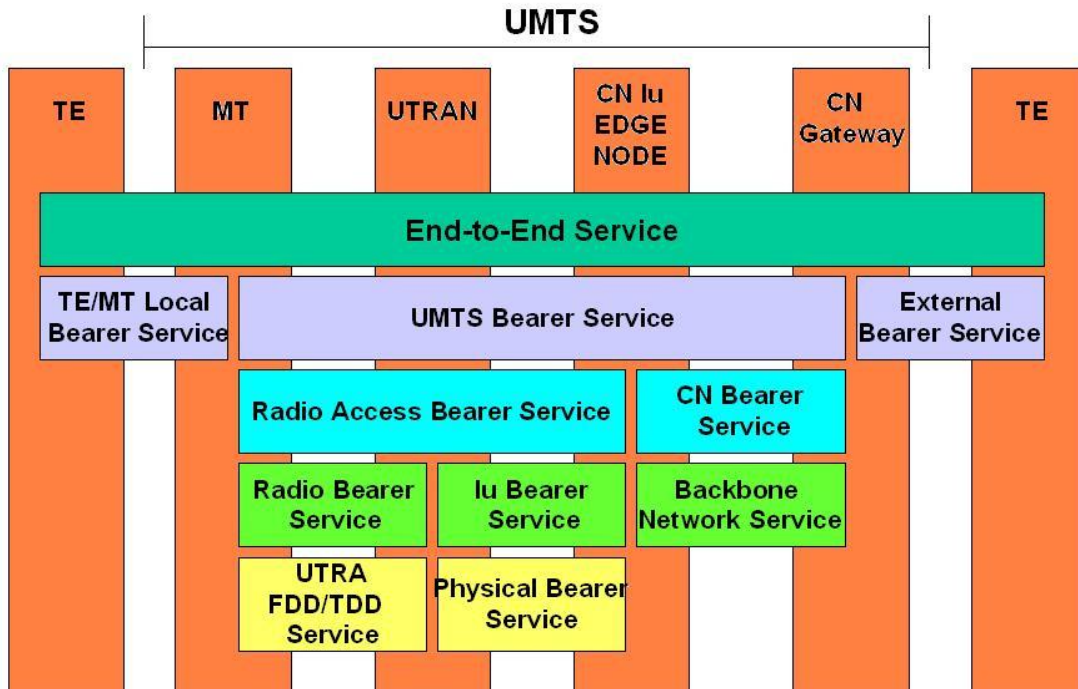 UMTS
TE
MT
UTRAN
CN Iu
EDGE
NODE
CN
Gateway
TE
End-to-End Service
TE/MT Local
Bearer Service
UMTS Bearer Service
External
Bearer Service
Radio Access Bearer Service
CN Bearer
Service
Radio Bearer
Service
Iu Bearer
Service
Backbone
Network Service
UTRA
FDD/TDD
Service
Physical Bearer
Service